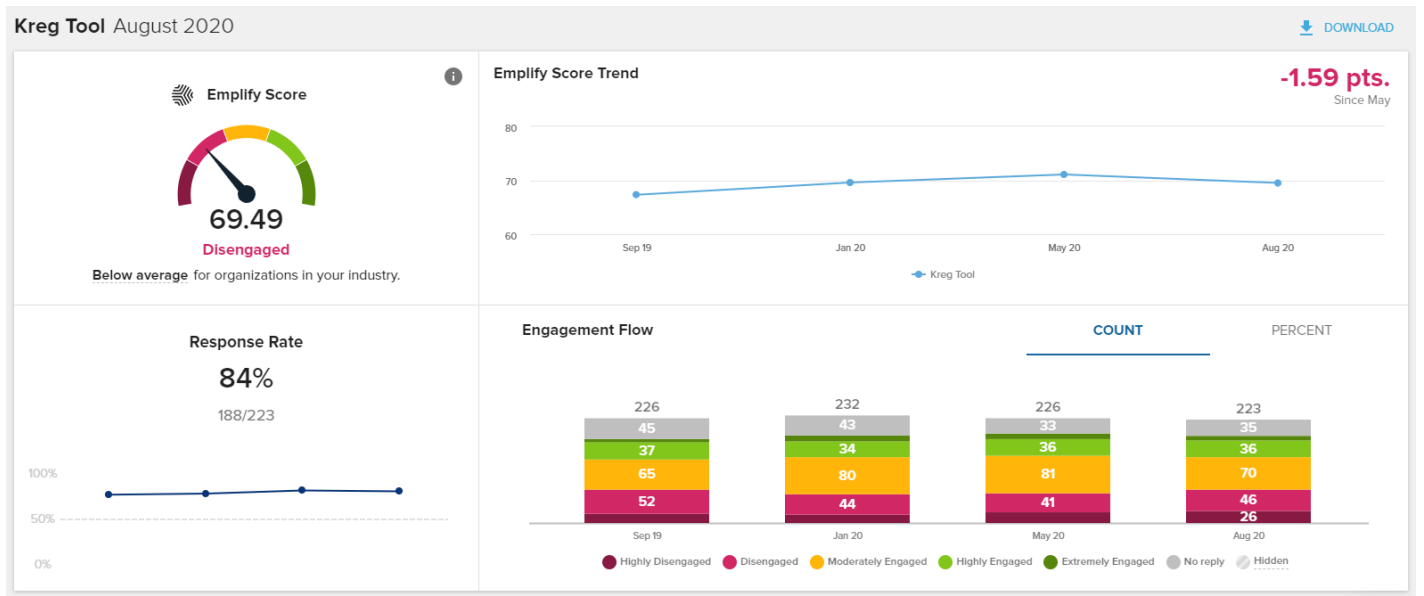 Kreg Tool August 2020
DOWNLOAD
i
Emplify Score
69.49
Disengaged
Below average for organizations in your industry.
Emplify Score Trend
-1.59 pts.
Since May
80
70
60
Sep 19 Jan 20 May 20 Aug 20
Kreg Tool
Response Rate
84%
188/223
100%
50%
0%
Engagement Flow
COUNT PERCENT
226 232 226 223
45 43 33 35
37 34 36 36
65 80 81 70
52 44 41 46
26
Sep 19 Jan 20 May 20 Aug 20
Highly Disengaged Disengaged Moderately Engaged Highly Engaged Extremely Engaged No reply Hidden